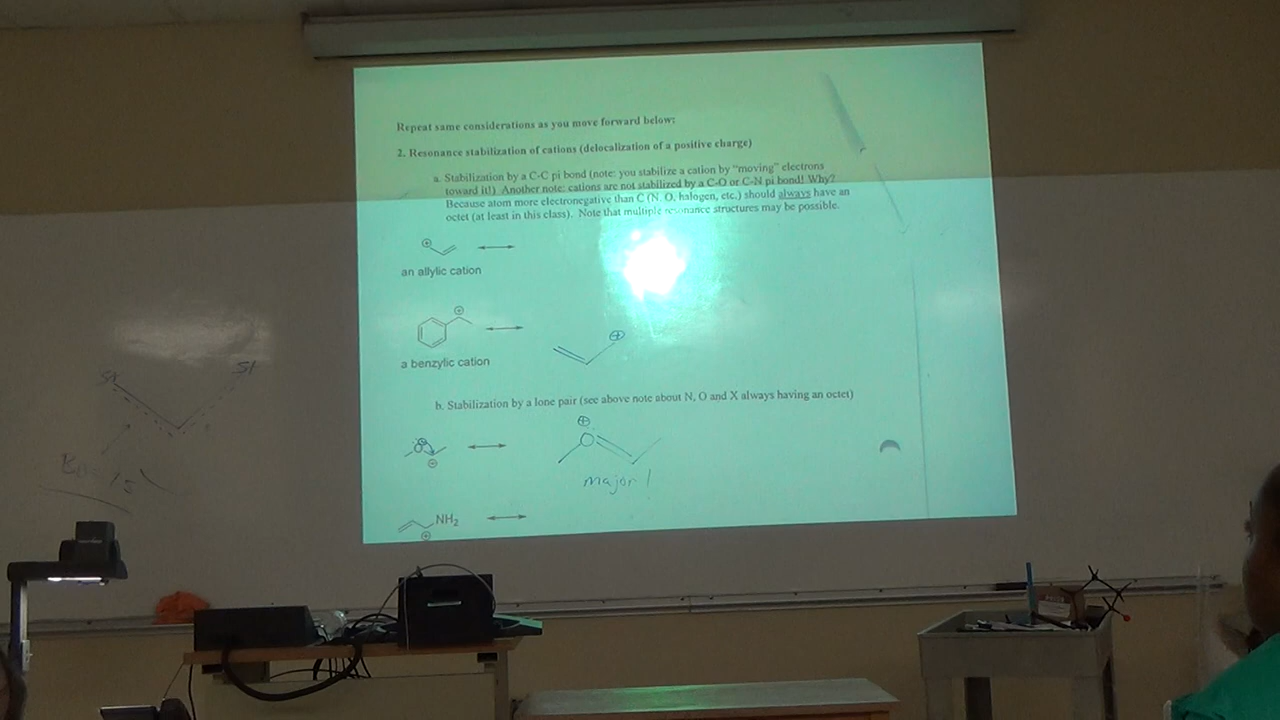 Repeat same considerations as you move forward below:
2. Resonance stabilization of cations (delocalization of a positive charge)
a. Stabilization by a C-C pi bond (note: you stabilize a cation by "moving" electrons
toward it!) Another note: cations are not stabilized by a C-O or C-N pi bond! Why?
Because atom more electronegative than C (N, O, halogen, etc.) should always have an
octet (at least in this class). Note that multiple resonance structures may be possible.
⊕
an allylic cation
⊕
⊕
a benzylic cation
b. Stabilization by a lone pair (see above note about N, O and X always having an octet)
⊕
O
O
⊕
major!
NH₂
⊕